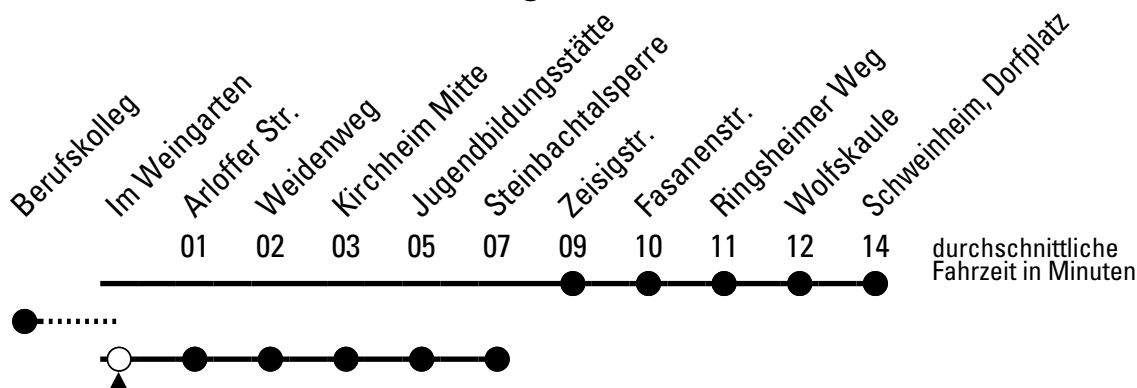 Berufskolleg
Im Weingarten
Arloffer Str.
Weidenweg
Kirchheim Mitte
Jugendbildungsstätte
Steinbachtalsperre
Zeisigstr.
Fasanenstr.
Ringsheimer Weg
Wolfskaule
Schweinheim, Dorfplatz
01 02 03 05 07 09 10 11 12 14
durchschnittliche
Fahrzeit in Minuten